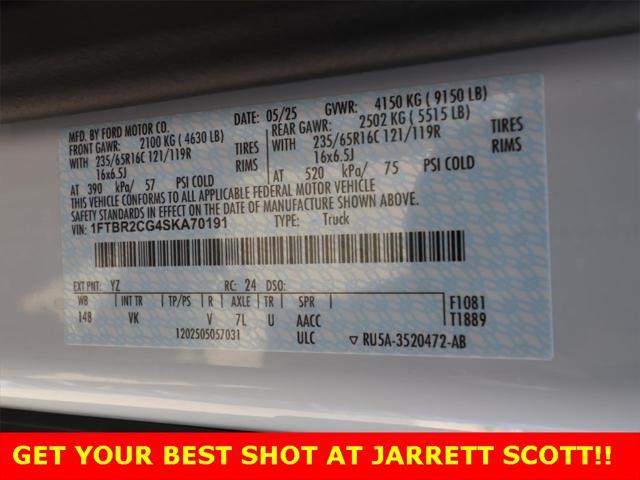 MFD. BY FORD MOTOR CO.
DATE: 05/25 GVWR: 4150 KG ( 9150 LB)
FRONT GAWR: 2100 KG ( 4630 LB) REAR GAWR: 2502 KG ( 5515 LB)
WITH 235/65R16C 121/119R TIRES WITH 235/65R16C 121/119R TIRES
16x6.5J RIMS 16x6.5J RIMS
AT 390 kPa/ 57 PSI COLD AT 520 kPa/ 75 PSI COLD
THIS VEHICLE CONFORMS TO ALL APPLICABLE FEDERAL MOTOR VEHICLE
SAFETY STANDARDS IN EFFECT ON THE DATE OF MANUFACTURE SHOWN ABOVE.
VIN: 1FTBR2CG4SKA70191 TYPE: Truck
EXT PNT: YZ RC: 24 DSO:
WB INT TR TP/PS R AXLE TR SPR F1081
148 VK V 7L U AACC T1889
1202505057031 ULC ▽ RU5A-3520472-AB
GET YOUR BEST SHOT AT JARRETT SCOTT!!